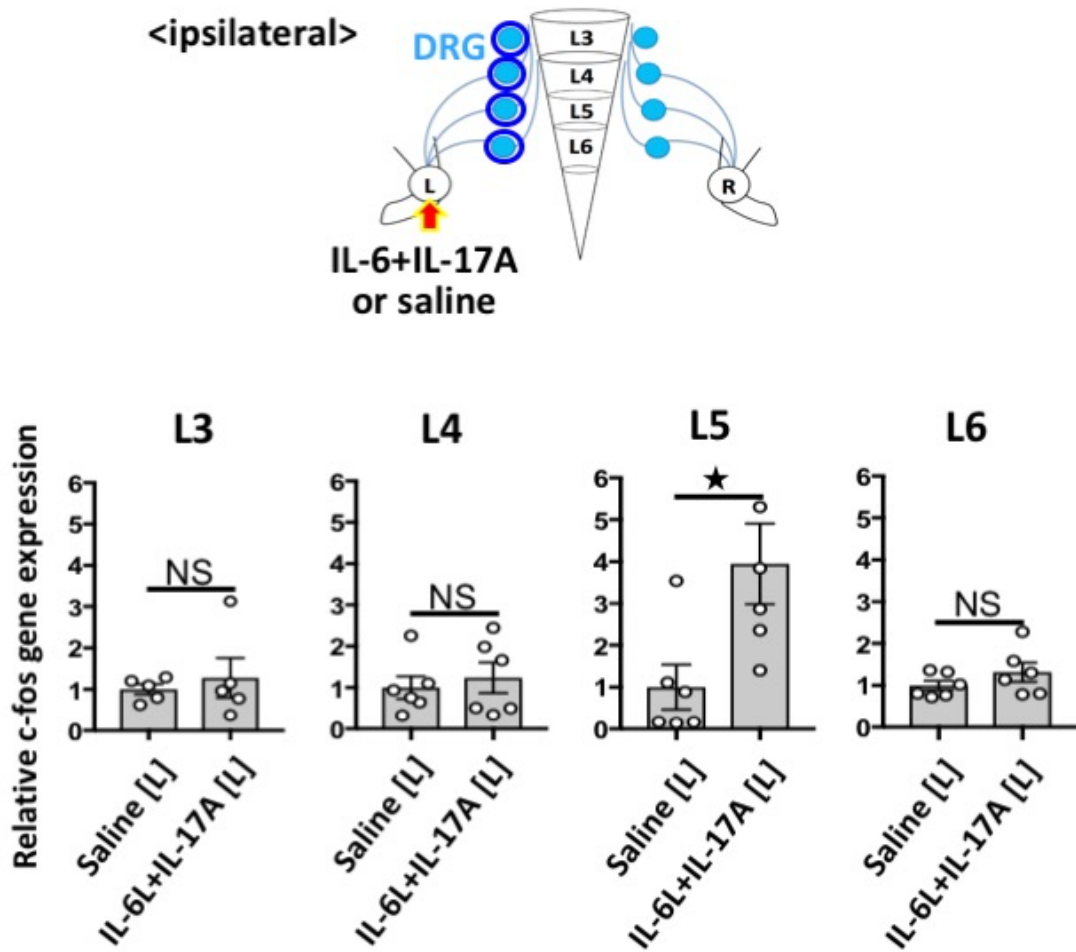 <ipsilateral>
DRG
L3
L4
L5
L6
L
R
IL-6+IL-17A
or saline
Relative c-fos gene expression
L3
6
5
4
3
2
1
0
NS
Saline [L]
IL-6L+IL-17A [L]
L4
6
5
4
3
2
1
0
NS
Saline [L]
IL-6L+IL-17A [L]
L5
6
5
4
3
2
1
0
★
Saline [L]
IL-6L+IL-17A [L]
L6
6
5
4
3
2
1
0
NS
Saline [L]
IL-6L+IL-17A [L]